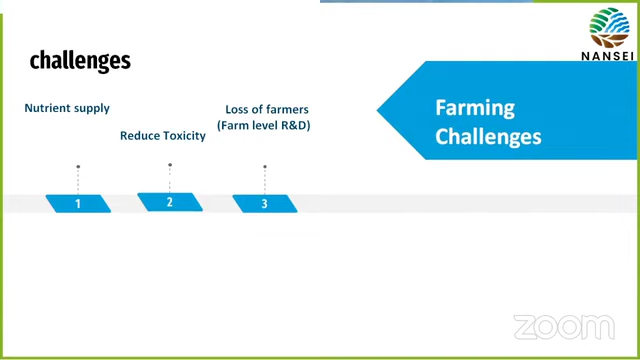 NANSEI
challenges
Farming
Challenges
Nutrient supply
Reduce Toxicity
Loss of farmers
(Farm level R&D)
1
2
3
zoom